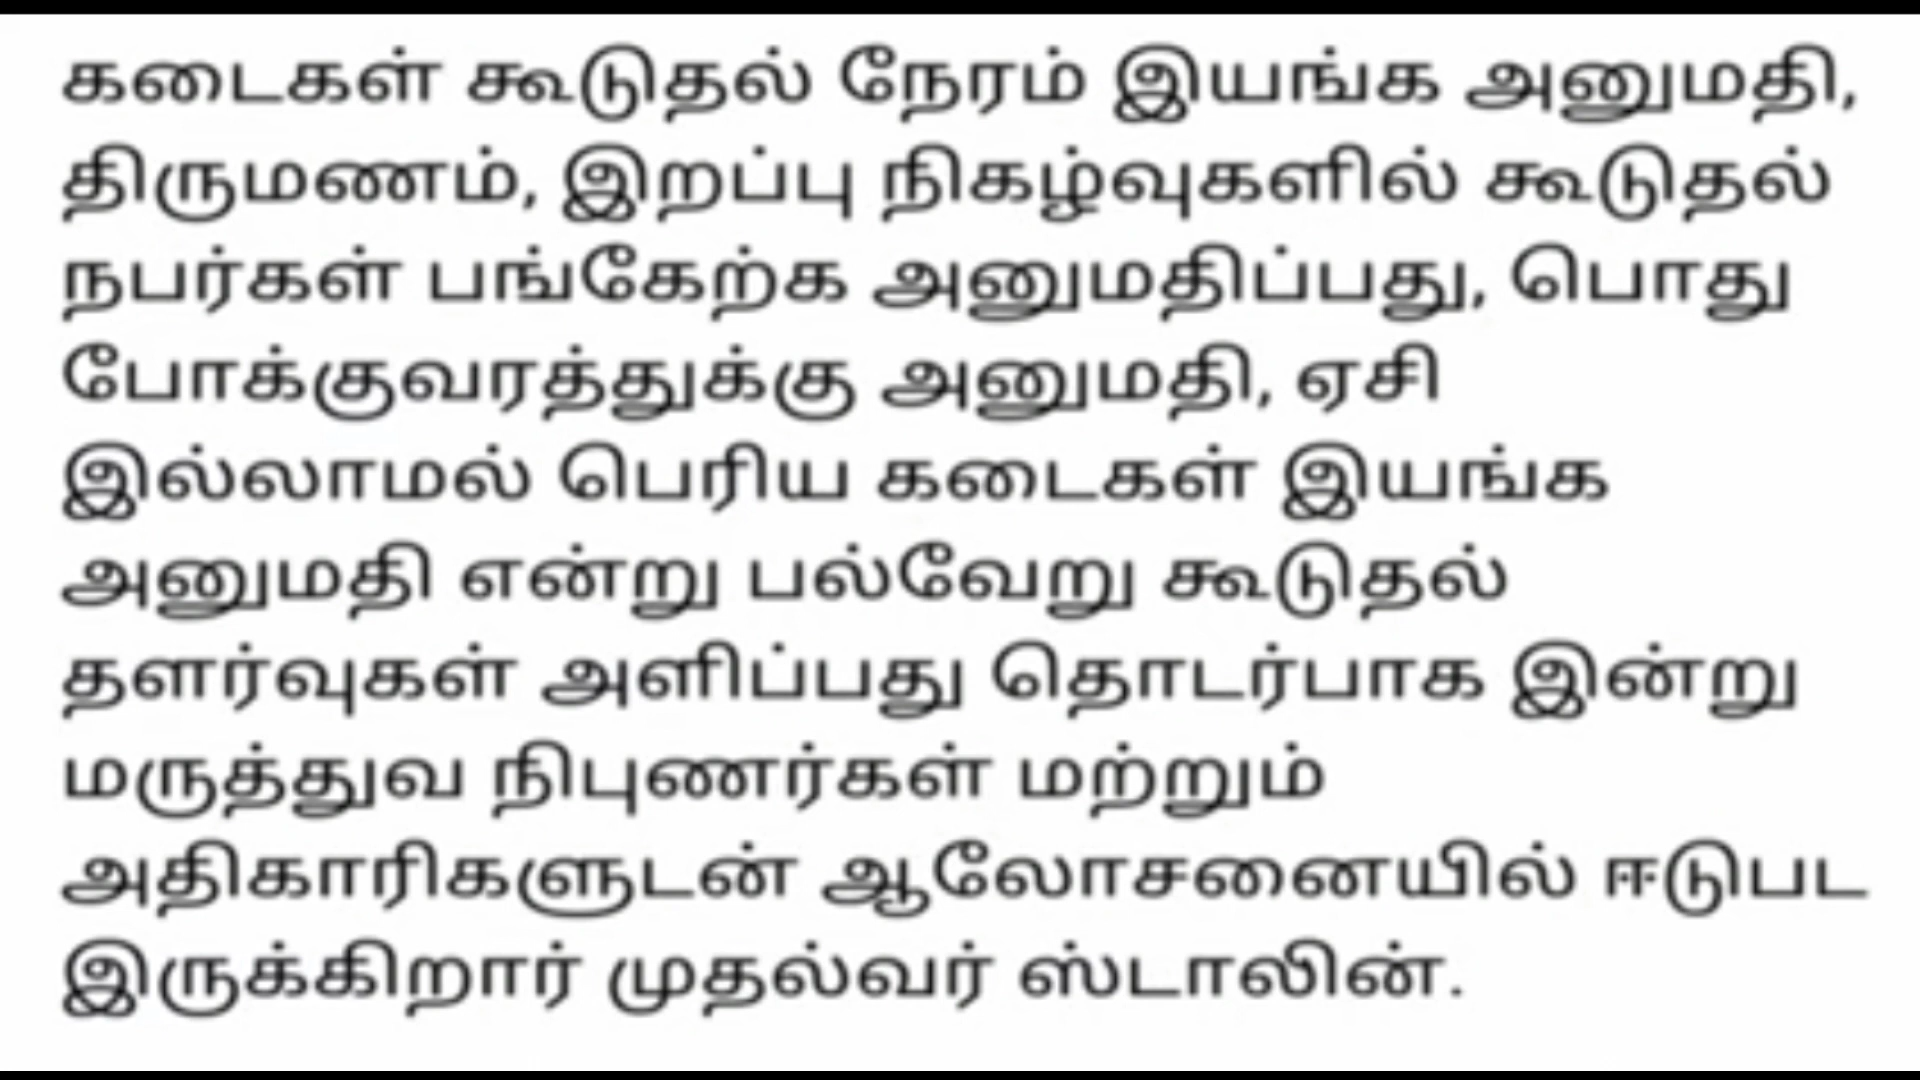 கடைகள் கூடுதல் நேரம் இயங்க அனுமதி,
திருமணம், இறப்பு நிகழ்வுகளில் கூடுதல்
நபர்கள் பங்கேற்க அனுமதிப்பது, பொது
போக்குவரத்துக்கு அனுமதி, ஏசி
இல்லாமல் பெரிய கடைகள் இயங்க
அனுமதி என்று பல்வேறு கூடுதல்
தளர்வுகள் அளிப்பது தொடர்பாக இன்று
மருத்துவ நிபுணர்கள் மற்றும்
அதிகாரிகளுடன் ஆலோசனையில் ஈடுபட
இருக்கிறார் முதல்வர் ஸ்டாலின்.